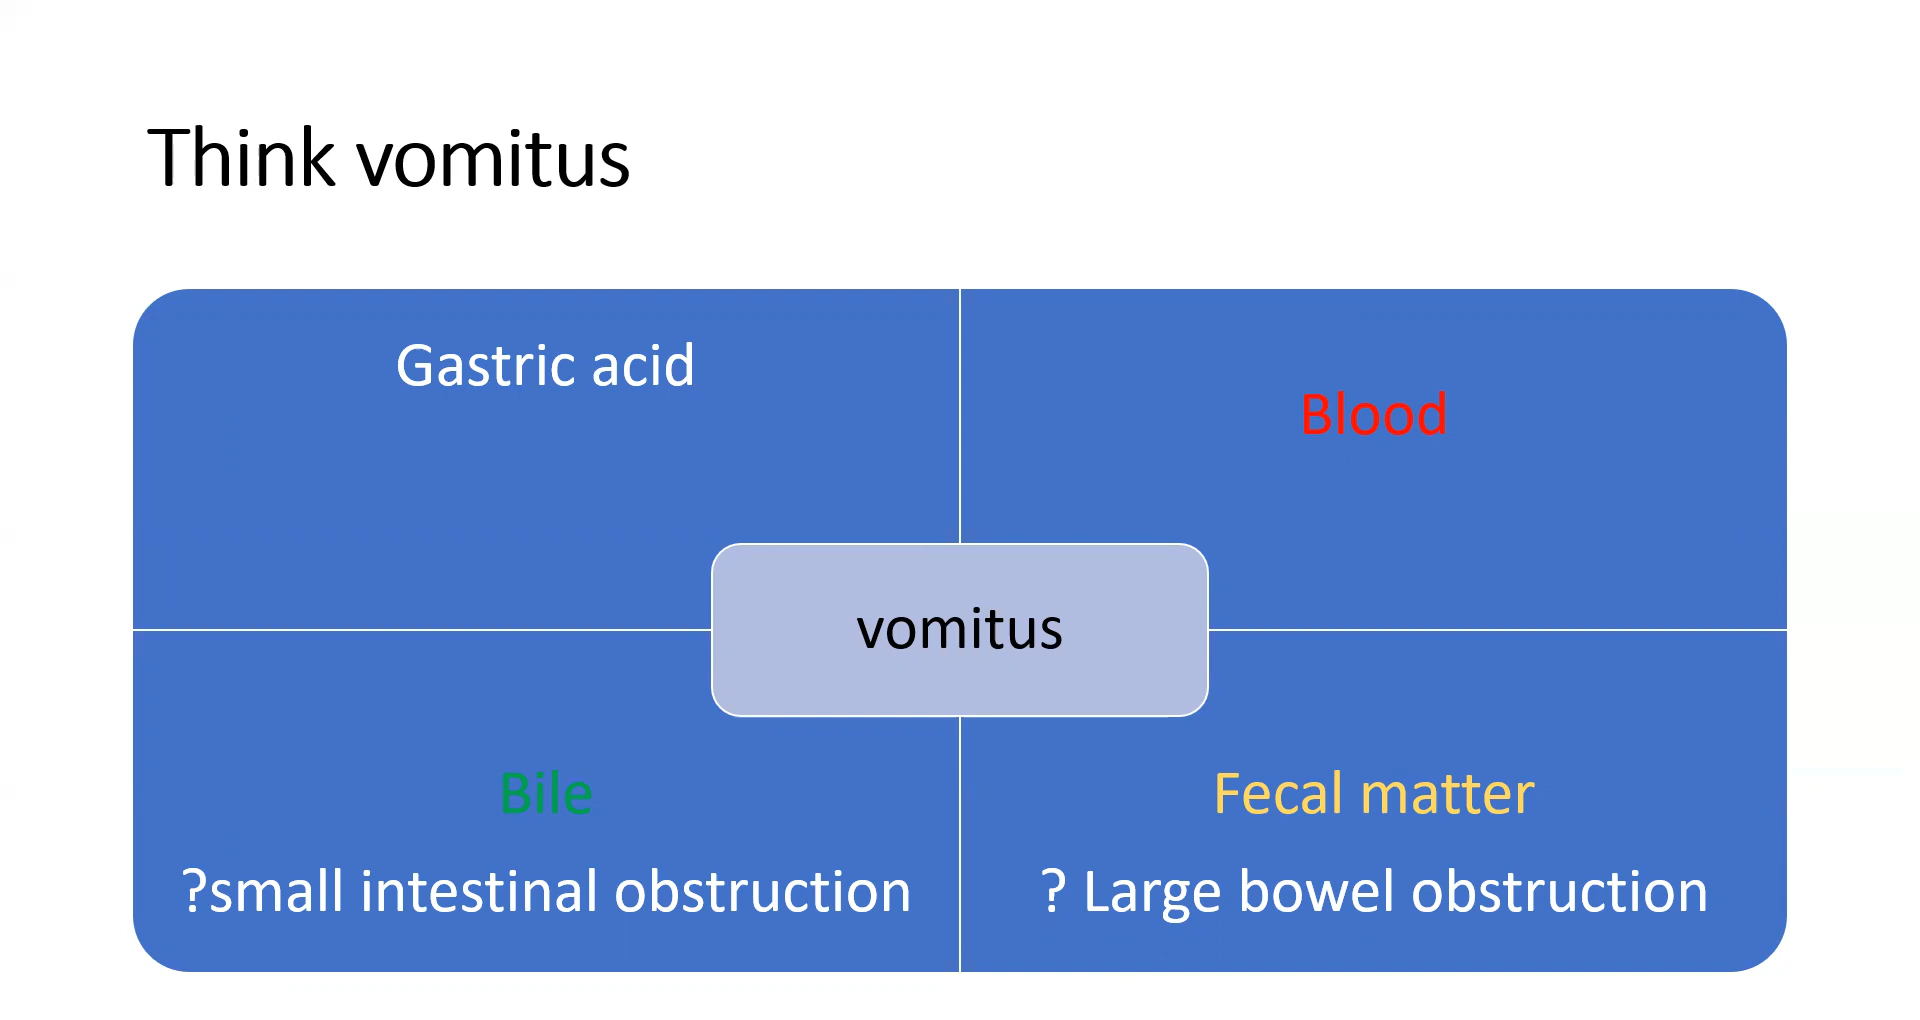 Think vomitus
Gastric acid
Blood
vomitus
Bile
?small intestinal obstruction
Fecal matter
? Large bowel obstruction